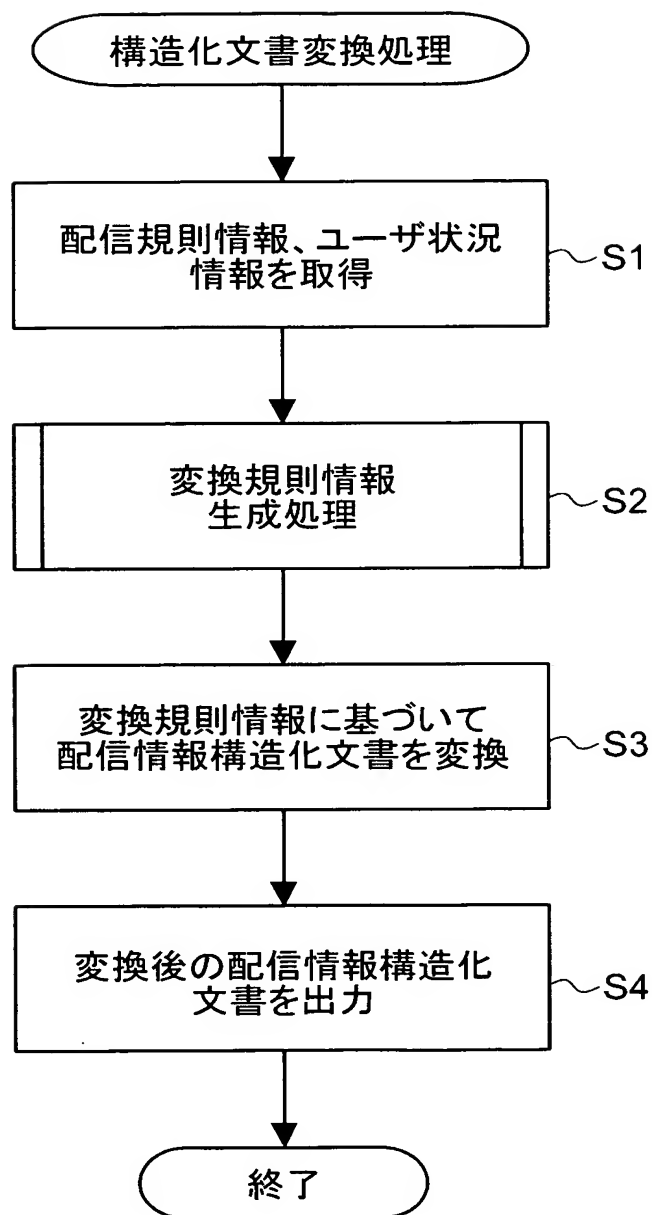 構造化文書変換処理
配信規則情報、ユーザ状況
情報を取得
S1
変換規則情報
生成処理
S2
変換規則情報に基づいて
配信情報構造化文書を変換
S3
変換後の配信情報構造化
文書を出力
S4
終了